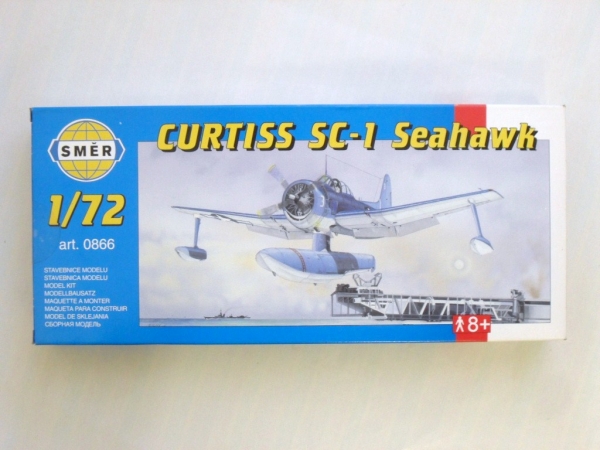 SMĚR
CURTISS SC-1 Seahawk
1/72
art. 0866
STAVEBNICE MODELU
STAVEBNICA MODELU
MODEL KIT
MODELLBAUSATZ
MAQUETTE A MONTER
MAQUETA PARA CONSTRUIR
MODEL DE SKLEJANIA
СБОРНАЯ МОДЕЛЬ
8+